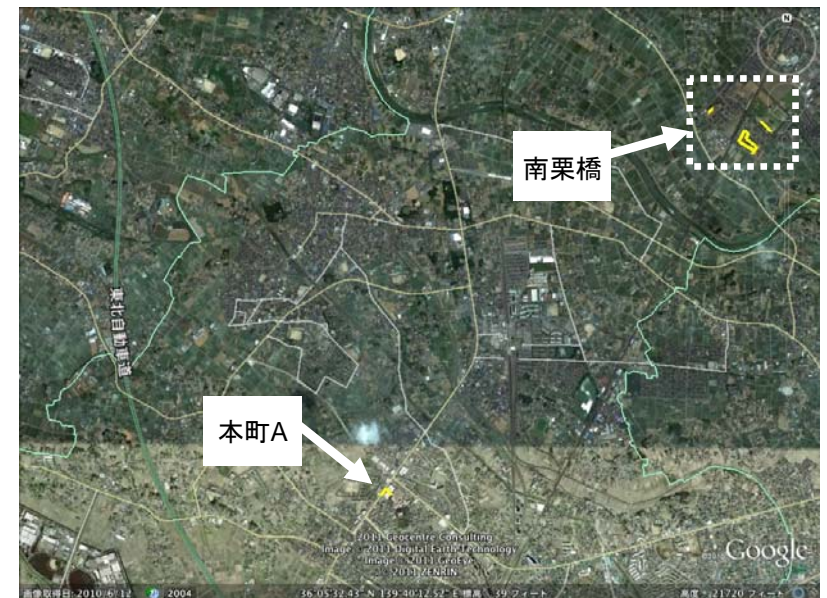 N
南栗橋
東北自動車道
本町A
2011 Geocentre Consulting
Image © 2011 Digital Earth Technology
Image © 2011 GeoEye
© 2011 ZENRIN
Google
画像取得日: 2010/6/12 2004 36°05'32.43" N 139°40'12.52" E 標高 39 フィート 高度 21720 フィート